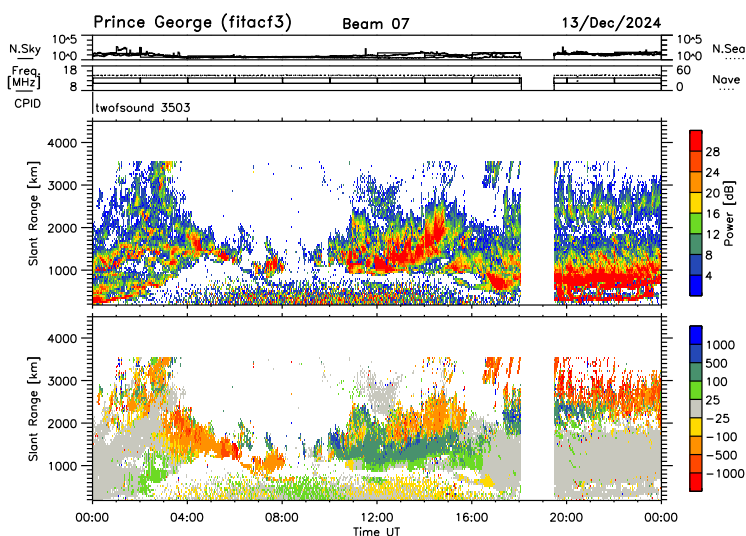 Prince George (fitacf3) Beam 07 13/Dec/2024
N.Sky 10^5 10^0 10^5 10^0 N.Sea
Freq. [MHz] 18 8 60 0 Nave
CPID twofsound 3503
Slant Range [km] 4000 3000 2000 1000
Power [dB] 28 24 20 16 12 8 4
Slant Range [km] 4000 3000 2000 1000
1000 500 100 25 -25 -100 -500 -1000
00:00 04:00 08:00 12:00 16:00 20:00 00:00
Time UT